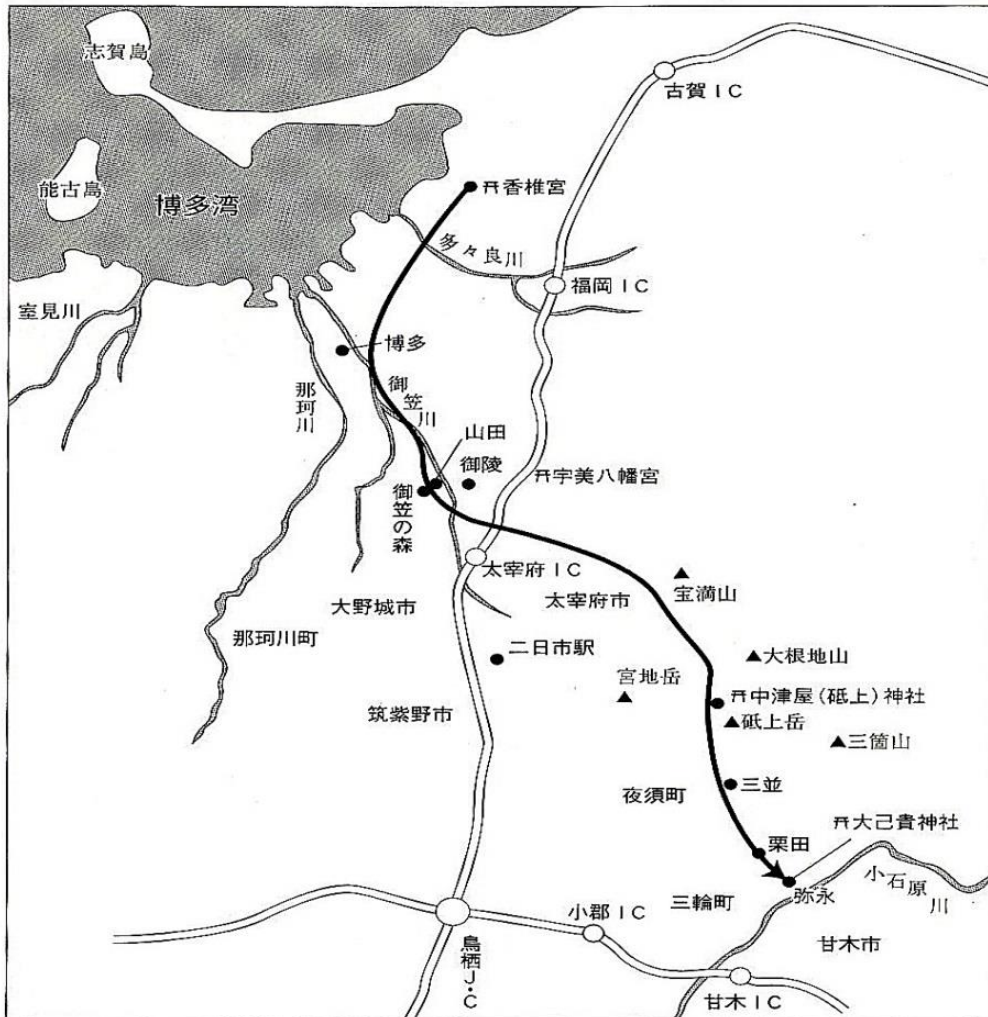 志賀島
古賀IC
能古島
博多湾
香椎宮
多々良川
福岡IC
室見川
博多
那珂川
御笠川
山田
御陵
宇美八幡宮
御笠の森
太宰府IC
宝満山
大野城市
太宰府市
那珂川町
二日市駅
大根地山
宮地岳
中津屋(砥上)神社
筑紫野市
砥上岳
三箇山
三並
夜須町
大己貴神社
栗田
小石原川
弥永
三輪町
小郡IC
甘木市
鳥栖J・C
甘木IC